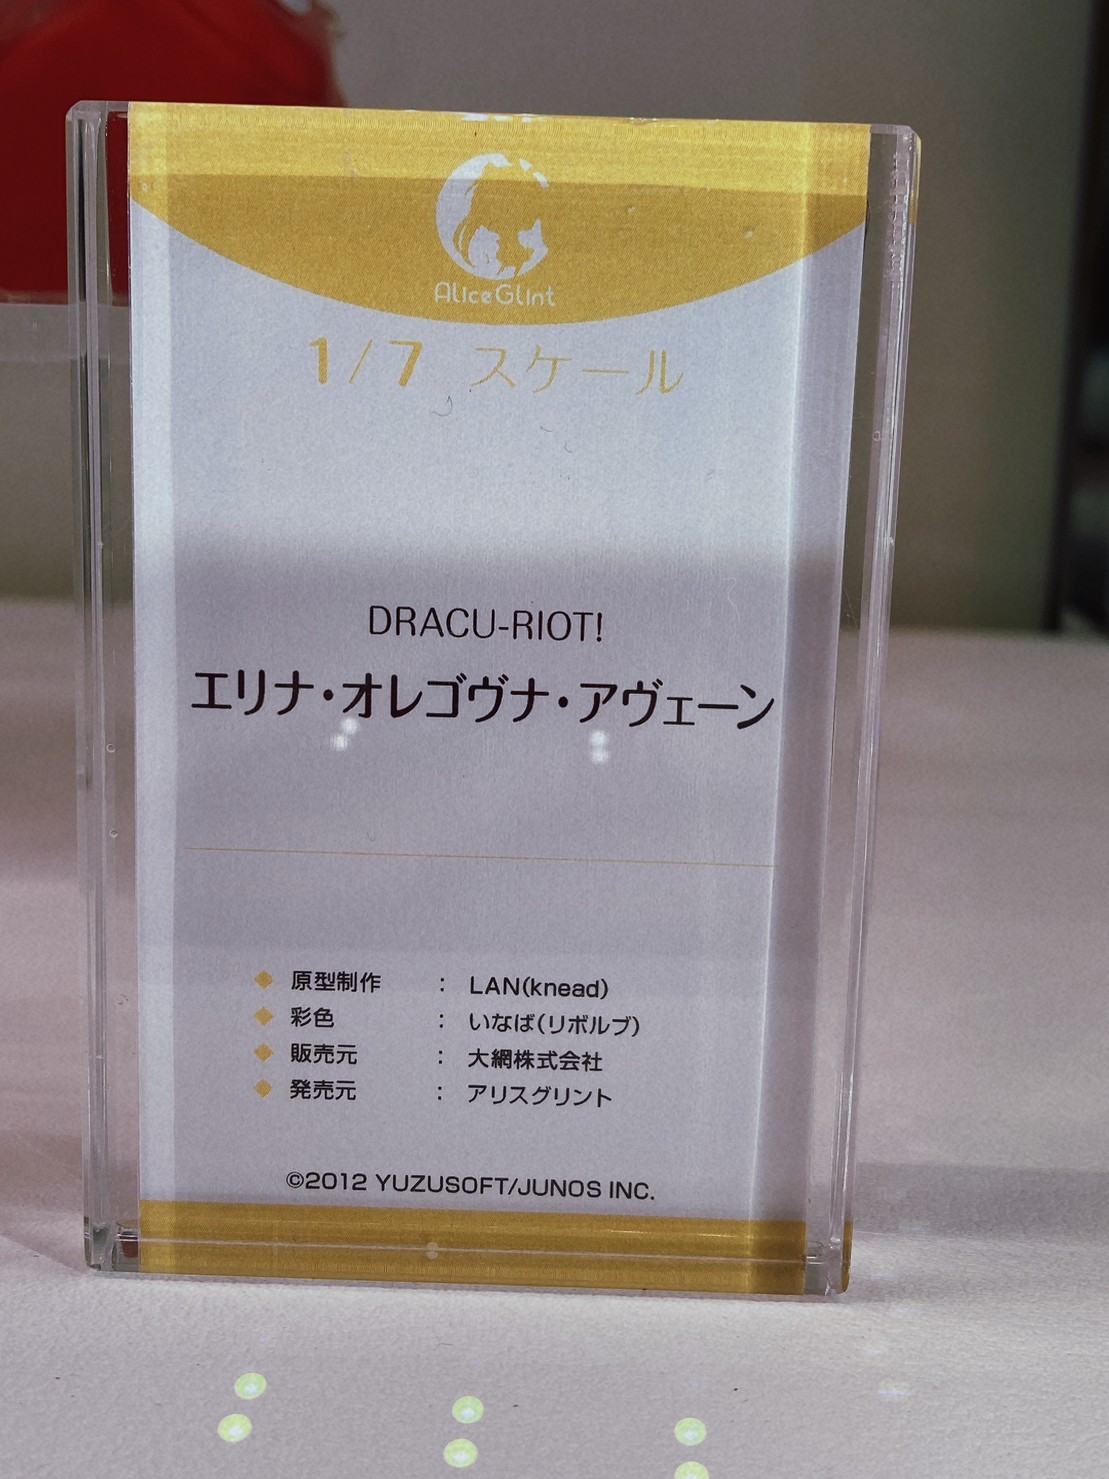 AliceGlint
1/7 スケール
DRACU-RIOT!
エリナ・オレゴヴナ・アヴェーン
◆ 原型制作 : LAN(knead)
◆ 彩色 : いなば(リボルブ)
◆ 販売元 : 大網株式会社
◆ 発売元 : アリスグリント
©2012 YUZUSOFT/JUNOS INC.